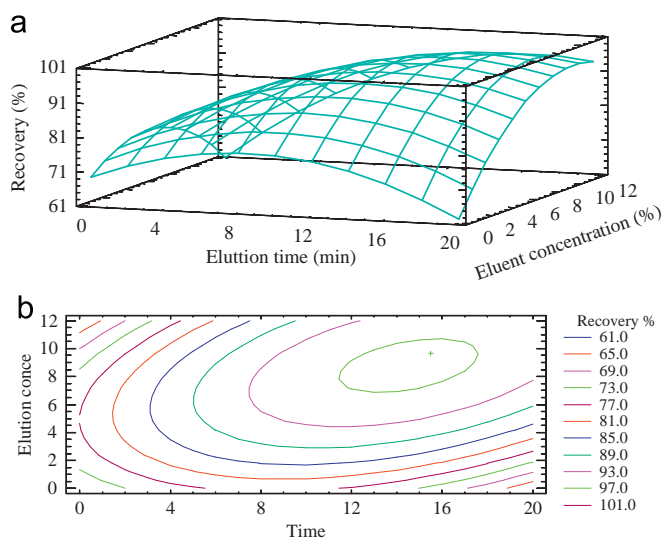 a
101
91
81
71
61
Recovery (%)
0
4
8
12
16
20
Eluttion time (min)
0 2 4 6 8 10 12
Eluent concentration (%)
b
12
10
8
6
4
2
0
Elution conce
0 4 8 12 16 20
Time
Recovery %
61.0
65.0
69.0
73.0
77.0
81.0
85.0
89.0
93.0
97.0
101.0